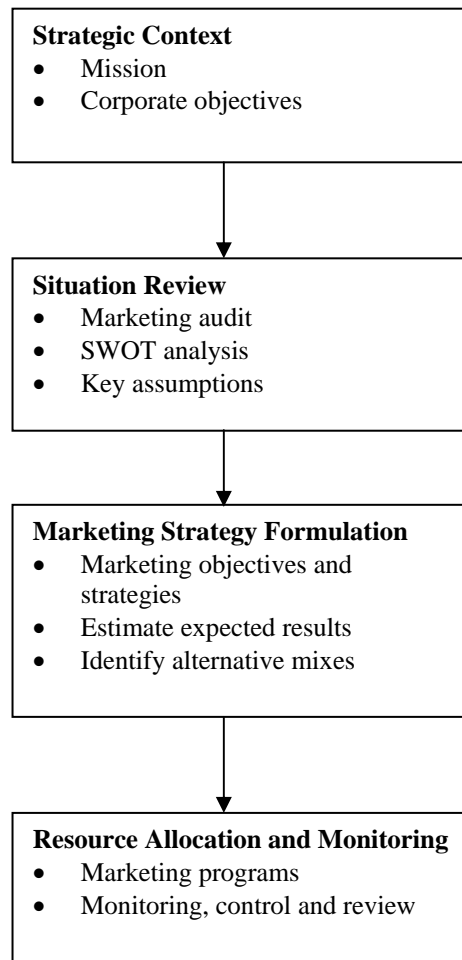 Strategic Context
• Mission
• Corporate objectives
Situation Review
• Marketing audit
• SWOT analysis
• Key assumptions
Marketing Strategy Formulation
• Marketing objectives and
strategies
• Estimate expected results
• Identify alternative mixes
Resource Allocation and Monitoring
• Marketing programs
• Monitoring, control and review